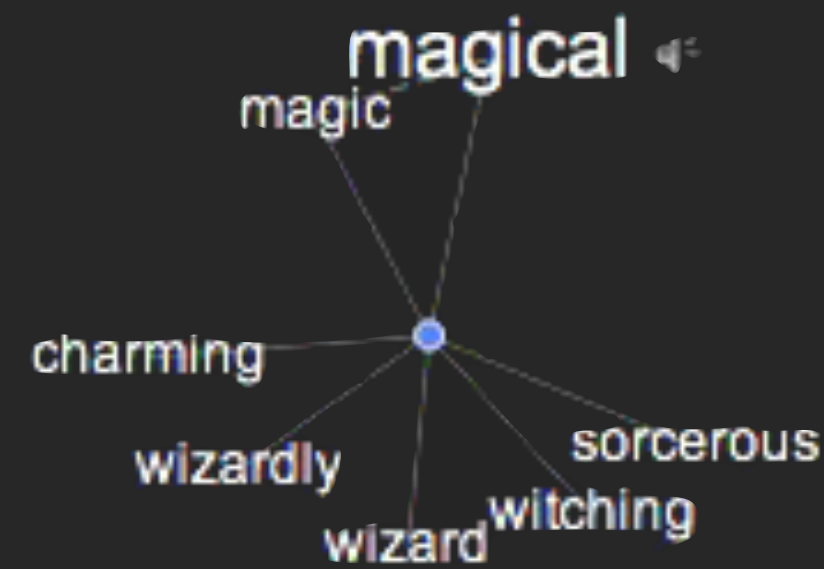 magical
magic
charming
sorcerous
wizardly
witching
wizard